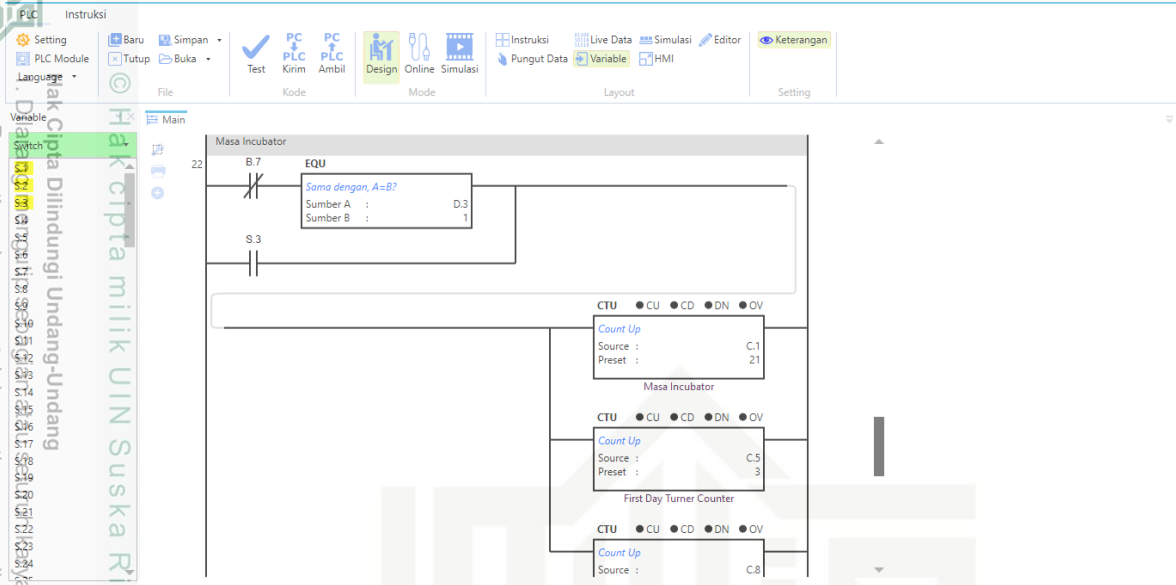 PLC Instruksi
Setting Baru Simpan
PLC Module Tutup Buka
Language
Test
PC PLC Kirim
PC PLC Ambil
Design Online Simulasi
Instruksi Live Data Simulasi Editor
Pungut Data Variable HMI
Keterangan
File Kode Mode Layout Setting
Variable
Main
Switch
S.1
S.2
S.3
S.4
S.5
S.6
S.7
S.8
S.9
S.10
S.11
S.12
S.13
S.14
S.15
S.16
S.17
S.18
S.19
S.20
S.21
S.22
S.23
S.24
S.25
Hak Cipta Dilindungi Undang-Undang
© Hak cipta milik UIN Suska Ri
Masa Incubator
22
B.7 EQU
Sama dengan, A=B?
Sumber A : D.3
Sumber B : 1
S.3
CTU CU CD DN OV
Count Up
Source : C.1
Preset : 21
Masa Incubator
CTU CU CD DN OV
Count Up
Source : C.5
Preset : 3
First Day Turner Counter
CTU CU CD DN OV
Count Up
Source : C.8